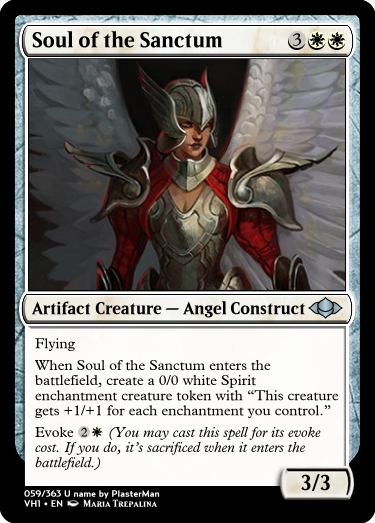 Soul of the Sanctum 3
Artifact Creature — Angel Construct
Flying
When Soul of the Sanctum enters the
battlefield, create a 0/0 white Spirit
enchantment creature token with “This creature
gets +1/+1 for each enchantment you control.”
Evoke 2 (You may cast this spell for its evoke
cost. If you do, it's sacrificed when it enters the
battlefield.)
3/3
059/363 U name by PlasterMan
VH1 • EN Maria Trepalina